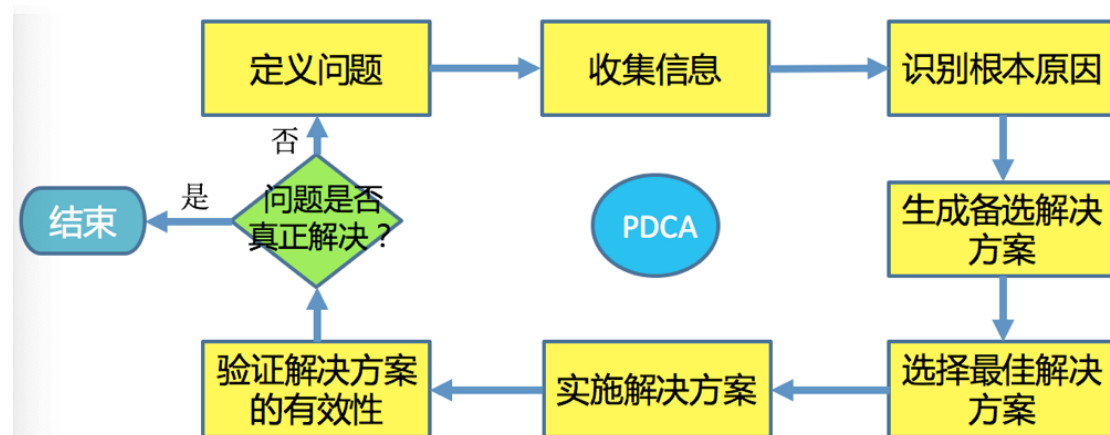 定义问题
收集信息
识别根本原因
否
是
问题是否
真正解决？
结束
PDCA
生成备选解决
方案
验证解决方案
的有效性
实施解决方案
选择最佳解决
方案